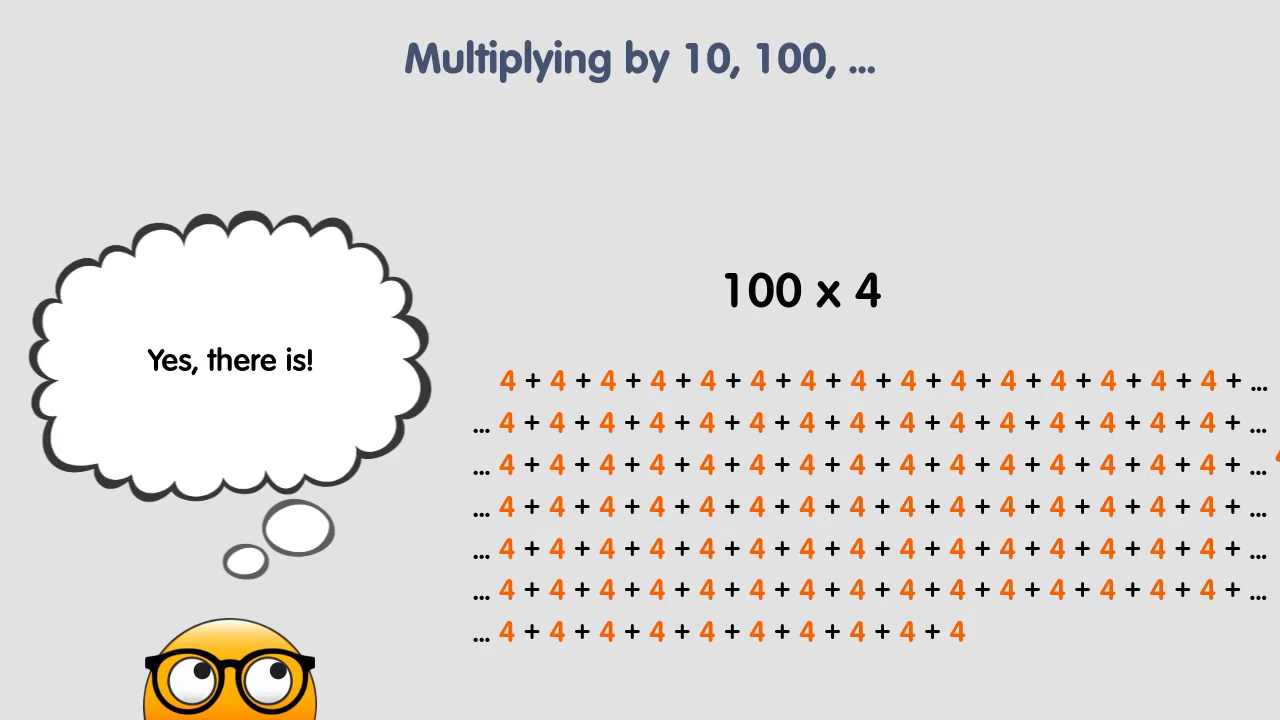 Multiplying by 10, 100, ...
Yes, there is!
100 x 4
4 + 4 + 4 + 4 + 4 + 4 + 4 + 4 + 4 + 4 + 4 + 4 + 4 + 4 + 4 + ...
... 4 + 4 + 4 + 4 + 4 + 4 + 4 + 4 + 4 + 4 + 4 + 4 + 4 + 4 + 4 + ...
... 4 + 4 + 4 + 4 + 4 + 4 + 4 + 4 + 4 + 4 + 4 + 4 + 4 + 4 + 4 + ...
... 4 + 4 + 4 + 4 + 4 + 4 + 4 + 4 + 4 + 4 + 4 + 4 + 4 + 4 + 4 + ...
... 4 + 4 + 4 + 4 + 4 + 4 + 4 + 4 + 4 + 4 + 4 + 4 + 4 + 4 + 4 + ...
... 4 + 4 + 4 + 4 + 4 + 4 + 4 + 4 + 4 + 4 + 4 + 4 + 4 + 4 + 4 + ...
... 4 + 4 + 4 + 4 + 4 + 4 + 4 + 4 + 4 + 4